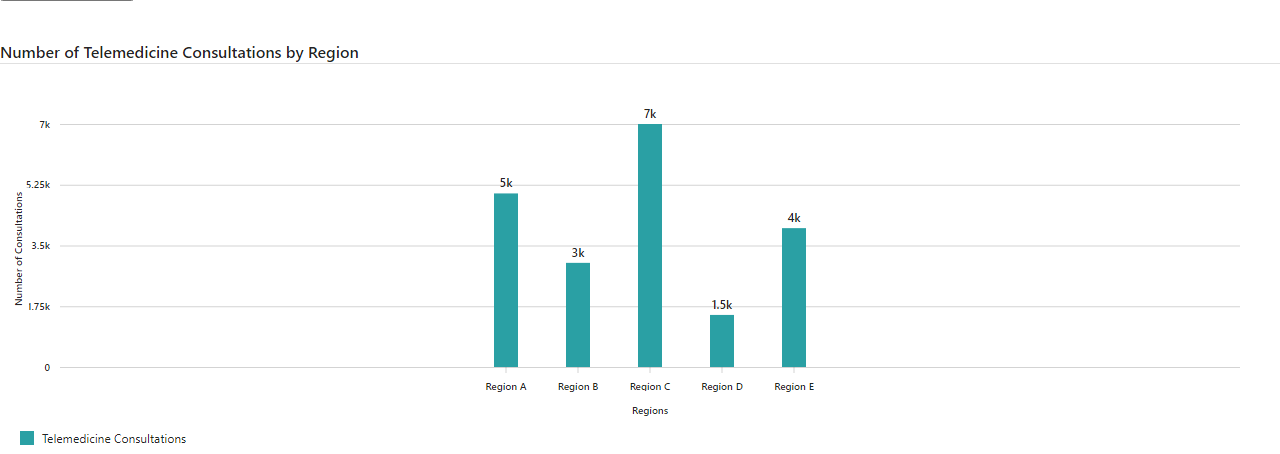 Number of Telemedicine Consultations by Region
Number of Consultations
7k
5.25k
3.5k
1.75k
0
5k
3k
7k
1.5k
4k
Region A
Region B
Region C
Region D
Region E
Regions
Telemedicine Consultations